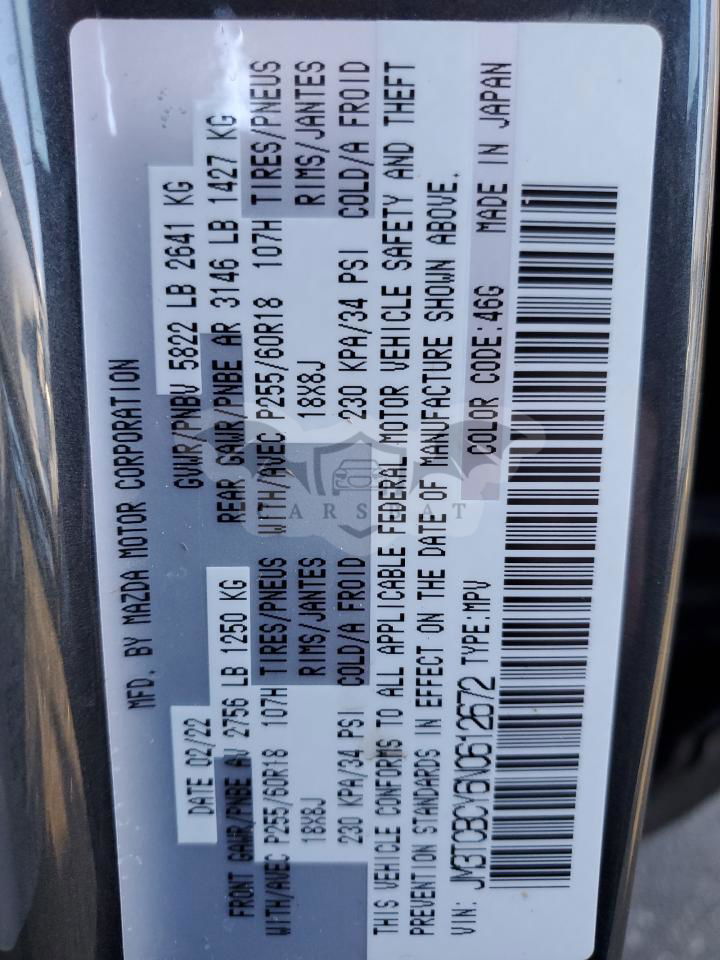 MFD. BY MAZDA MOTOR CORPORATION
DATE 02/22 GVWR/PNBV 5822 LB 2641 KG
FRONT GAWR/PNBE AV 2756 LB 1250 KG REAR GAWR/PNBE AR 3146 LB 1427 KG
WITH/AVEC P255/60R18 107H TIRES/PNEUS WITH/AVEC P255/60R18 107H TIRES/PNEUS
18X8J RIMS/JANTES 18X8J RIMS/JANTES
230 KPA/34 PSI COLD/A FROID 230 KPA/34 PSI COLD/A FROID
THIS VEHICLE CONFORMS TO ALL APPLICABLE FEDERAL MOTOR VEHICLE SAFETY AND THEFT
PREVENTION STANDARDS IN EFFECT ON THE DATE OF MANUFACTURE SHOWN ABOVE.
VIN: JM3TCBCY6N0612672 TYPE:MPV COLOR CODE:46G MADE IN JAPAN
CARSBAT